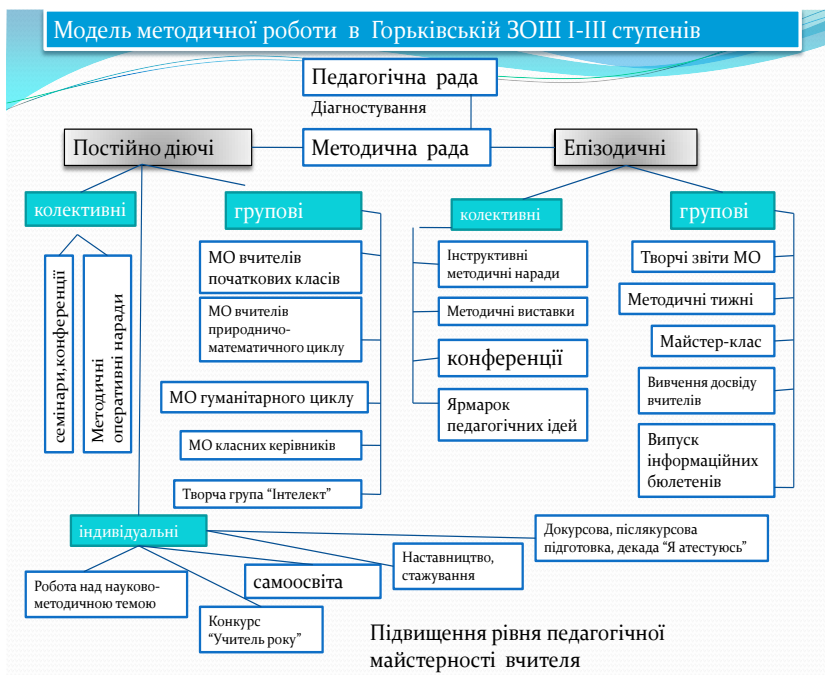 Модель методичної роботи в Горьківській ЗОШ І-ІІІ ступенів
Педагогічна рада
Діагностування
Постійно діючі
Методична рада
Епізодичні
колективні
групові
колективні
групові
семінари,конференції
Методичні
оперативні наради
МО вчителів
початкових класів
МО вчителів
природничо-
математичного циклу
МО гуманітарного циклу
МО класних керівників
Творча група “Інтелект”
Інструктивні
методичні наради
Методичні виставки
конференції
Ярмарок
педагогічних ідей
Творчі звіти МО
Методичні тижні
Майстер-клас
Вивчення досвіду
вчителів
Випуск
інформаційних
бюлетенів
індивідуальні
Докурсова, післякурсова
підготовка, декада “Я атестуюсь”
Наставництво,
стажування
самоосвіта
Робота над науково-
методичною темою
Конкурс
“Учитель року”
Підвищення рівня педагогічної
майстерності вчителя